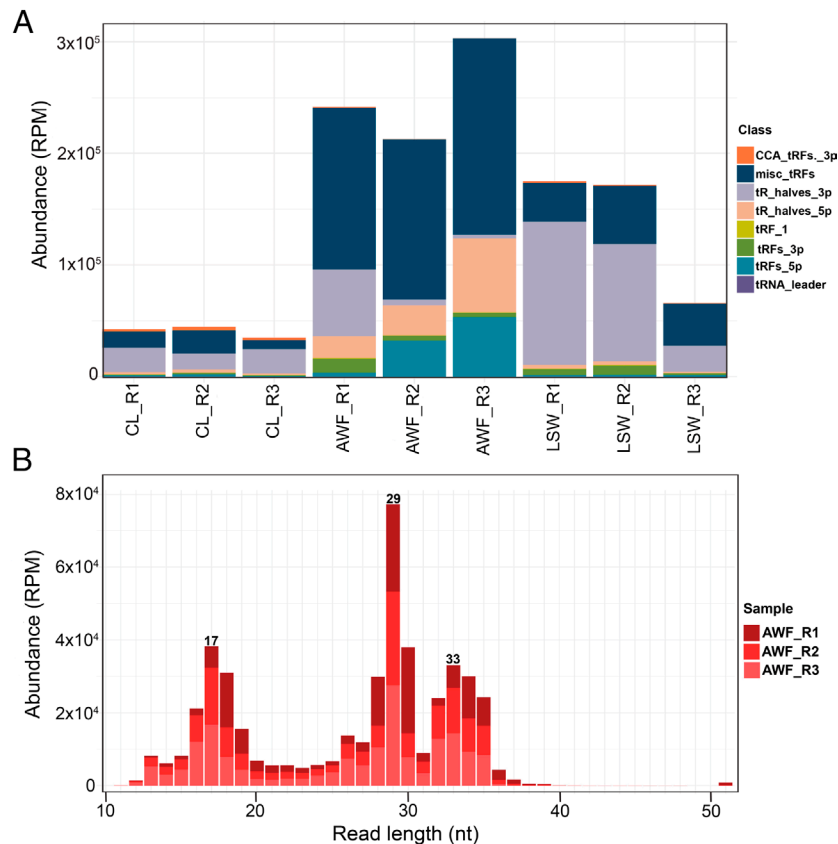 A
Abundance (RPM)
3x10⁵
2x10⁵
1x10⁵
0
CL_R1
CL_R2
CL_R3
AWF_R1
AWF_R2
AWF_R3
LSW_R1
LSW_R2
LSW_R3
Class
CCA_tRFs._3p
misc_tRFs
tR_halves_3p
tR_halves_5p
tRF_1
tRFs_3p
tRFs_5p
tRNA_leader
B
Abundance (RPM)
8x10⁴
6x10⁴
4x10⁴
2x10⁴
0
17
29
33
10
20
30
40
50
Read length (nt)
Sample
AWF_R1
AWF_R2
AWF_R3